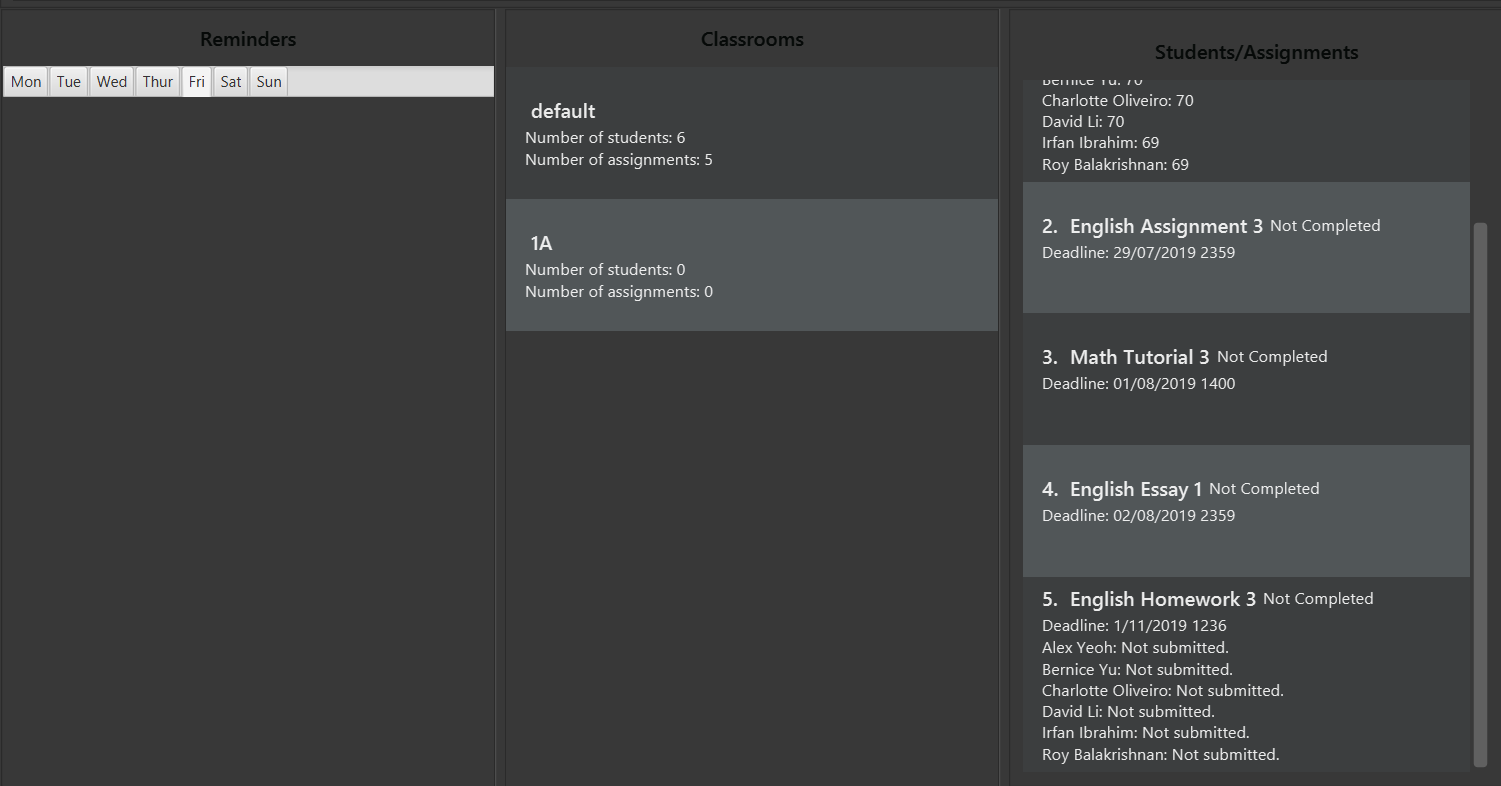 Reminders
Mon Tue Wed Thur Fri Sat Sun
Classrooms
default
Number of students: 6
Number of assignments: 5
1A
Number of students: 0
Number of assignments: 0
Students/Assignments
Bernice Yu: 70
Charlotte Oliveiro: 70
David Li: 70
Irfan Ibrahim: 69
Roy Balakrishnan: 69
2. English Assignment 3 Not Completed
Deadline: 29/07/2019 2359
3. Math Tutorial 3 Not Completed
Deadline: 01/08/2019 1400
4. English Essay 1 Not Completed
Deadline: 02/08/2019 2359
5. English Homework 3 Not Completed
Deadline: 1/11/2019 1236
Alex Yeoh: Not submitted.
Bernice Yu: Not submitted.
Charlotte Oliveiro: Not submitted.
David Li: Not submitted.
Irfan Ibrahim: Not submitted.
Roy Balakrishnan: Not submitted.